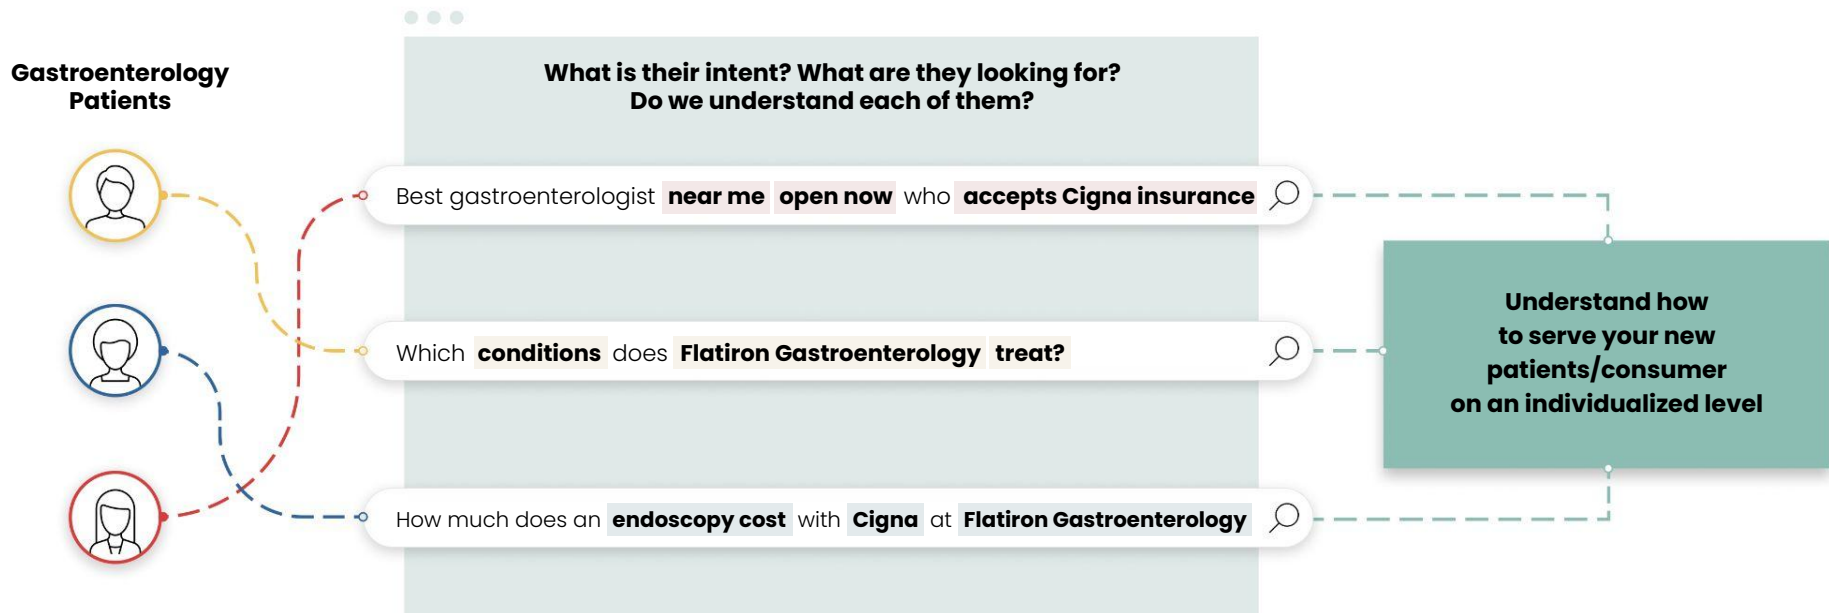 Gastroenterology
Patients
What is their intent? What are they looking for?
Do we understand each of them?
Best gastroenterologist near me open now who accepts Cigna insurance
Which conditions does Flatiron Gastroenterology treat?
How much does an endoscopy cost with Cigna at Flatiron Gastroenterology
Understand how
to serve your new
patients/consumer
on an individualized level